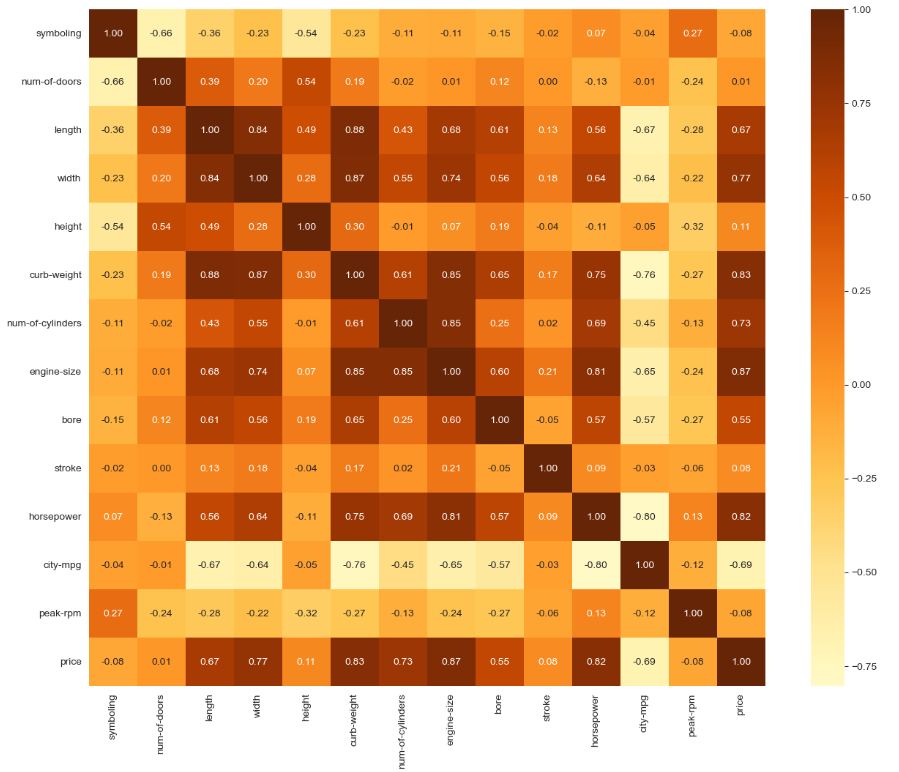 symboling 1.00 -0.66 -0.36 -0.23 -0.54 -0.23 -0.11 -0.11 -0.15 -0.02 0.07 -0.04 0.27 -0.08
num-of-doors -0.66 1.00 0.39 0.20 0.54 0.19 -0.02 0.01 0.12 0.00 -0.13 -0.01 -0.24 0.01
length -0.36 0.39 1.00 0.84 0.49 0.88 0.43 0.68 0.61 0.13 0.56 -0.67 -0.28 0.67
width -0.23 0.20 0.84 1.00 0.28 0.87 0.55 0.74 0.56 0.18 0.64 -0.64 -0.22 0.77
height -0.54 0.54 0.49 0.28 1.00 0.30 -0.01 0.07 0.19 -0.04 -0.11 -0.05 -0.32 0.11
curb-weight -0.23 0.19 0.88 0.87 0.30 1.00 0.61 0.85 0.65 0.17 0.75 -0.76 -0.27 0.83
num-of-cylinders -0.11 -0.02 0.43 0.55 -0.01 0.61 1.00 0.85 0.25 0.02 0.69 -0.45 -0.13 0.73
engine-size -0.11 0.01 0.68 0.74 0.07 0.85 0.85 1.00 0.60 0.21 0.81 -0.65 -0.24 0.87
bore -0.15 0.12 0.61 0.56 0.19 0.65 0.25 0.60 1.00 -0.05 0.57 -0.57 -0.27 0.55
stroke -0.02 0.00 0.13 0.18 -0.04 0.17 0.02 0.21 -0.05 1.00 0.09 -0.03 -0.06 0.08
horsepower 0.07 -0.13 0.56 0.64 -0.11 0.75 0.69 0.81 0.57 0.09 1.00 -0.80 0.13 0.82
city-mpg -0.04 -0.01 -0.67 -0.64 -0.05 -0.76 -0.45 -0.65 -0.57 -0.03 -0.80 1.00 -0.12 -0.69
peak-rpm 0.27 -0.24 -0.28 -0.22 -0.32 -0.27 -0.13 -0.24 -0.27 -0.06 0.13 -0.12 1.00 -0.08
price -0.08 0.01 0.67 0.77 0.11 0.83 0.73 0.87 0.55 0.08 0.82 -0.69 -0.08 1.00
symboling num-of-doors length width height curb-weight num-of-cylinders engine-size bore stroke horsepower city-mpg peak-rpm price
1.00
0.75
0.50
0.25
0.00
-0.25
-0.50
-0.75